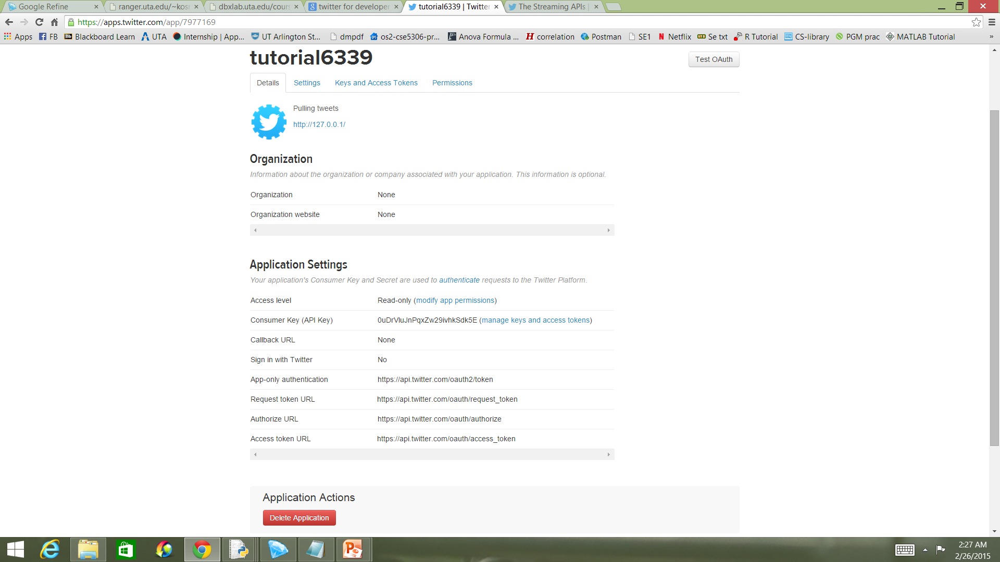 Google Refine
ranger.uta.edu/~kosr
dbxlab.uta.edu/cours
twitter for developer
tutorial6339 | Twitter
The Streaming APIs |
https://apps.twitter.com/app/7977169
Apps
FB
Bb Blackboard Learn
UTA
Internship | App...
UT Arlington St...
dmpdf
os2-cse5306-pr...
Anova Formula ...
H correlation
Postman
SE1
N Netflix
UTD Se txt
R Tutorial
CS-library
PGM prac
MATLAB Tutorial
»
tutorial6339
Test OAuth
Details Settings Keys and Access Tokens Permissions
Pulling tweets
http://127.0.0.1/
Organization
Information about the organization or company associated with your application. This information is optional.
Organization None
Organization website None
Application Settings
Your application's Consumer Key and Secret are used to authenticate requests to the Twitter Platform.
Access level Read-only (modify app permissions)
Consumer Key (API Key) 0uDrVluJnPqxZw29ivhkSdk5E (manage keys and access tokens)
Callback URL None
Sign in with Twitter No
App-only authentication https://api.twitter.com/oauth2/token
Request token URL https://api.twitter.com/oauth/request_token
Authorize URL https://api.twitter.com/oauth/authorize
Access token URL https://api.twitter.com/oauth/access_token
Application Actions
Delete Application
2:27 AM
2/26/2015